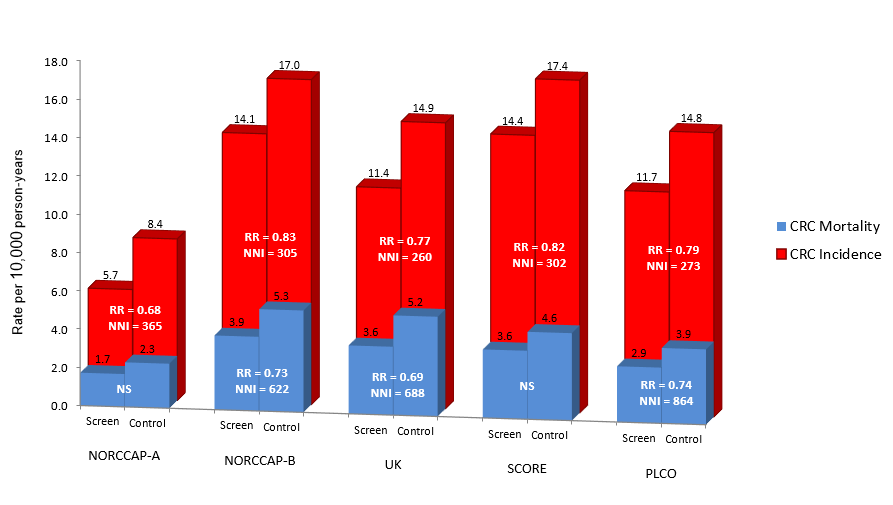 18.0
16.0
14.0
12.0
10.0
8.0
6.0
4.0
2.0
0.0
Rate per 10,000 person-years
5.7
8.4
RR = 0.68
NNI = 365
1.7
2.3
NS
Screen Control
NORCCAP-A
14.1
17.0
RR = 0.83
NNI = 305
3.9
5.3
RR = 0.73
NNI = 622
Screen Control
NORCCAP-B
11.4
14.9
RR = 0.77
NNI = 260
3.6
5.2
RR = 0.69
NNI = 688
Screen Control
UK
14.4
17.4
RR = 0.82
NNI = 302
3.6
4.6
NS
Screen Control
SCORE
11.7
14.8
RR = 0.79
NNI = 273
2.9
3.9
RR = 0.74
NNI = 864
Screen Control
PLCO
CRC Mortality
CRC Incidence